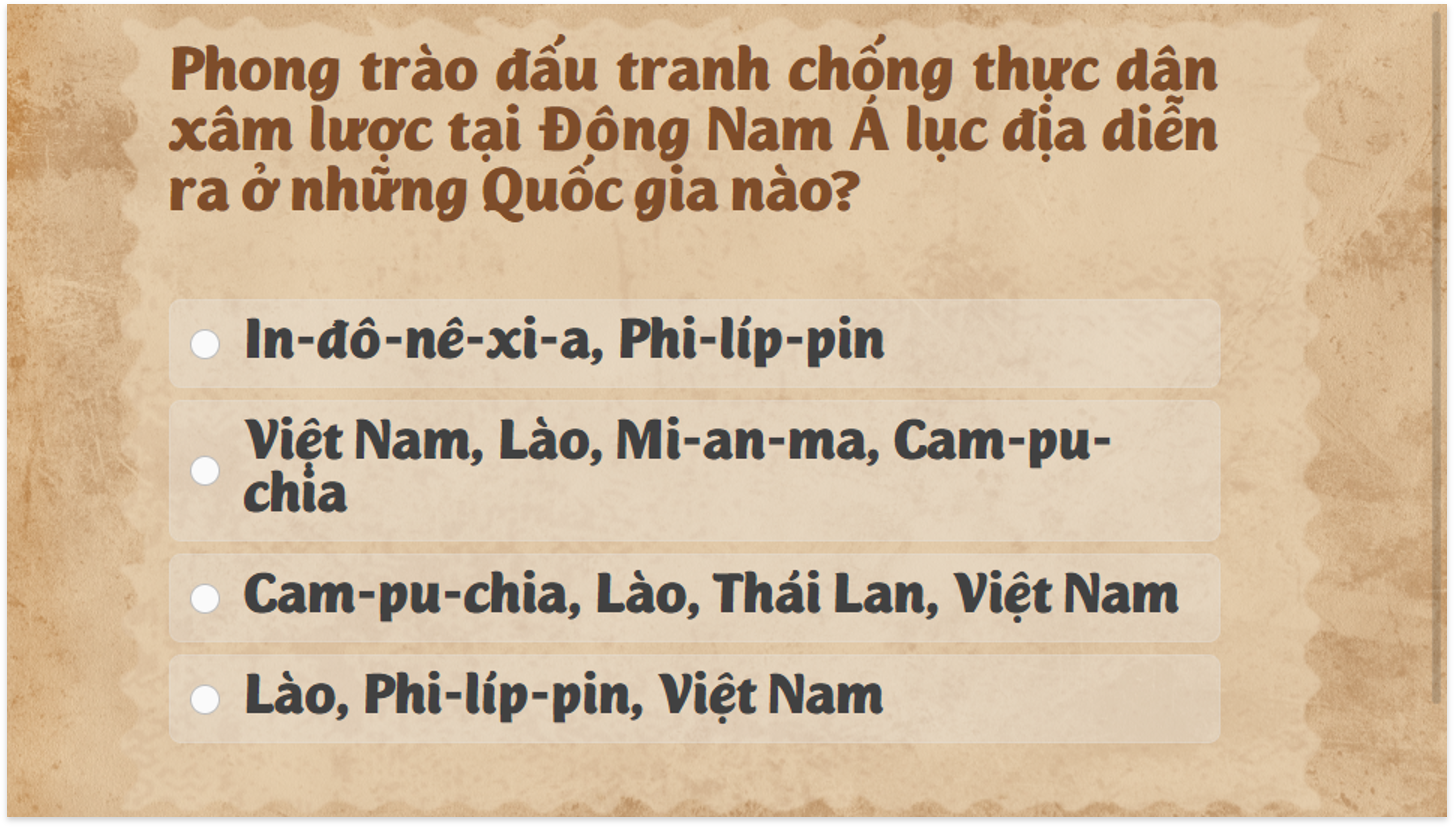 Phong trào đấu tranh chống thực dân
xâm lược tại Đông Nam Á lục địa diễn
ra ở những Quốc gia nào?
In-đô-nê-xi-a, Phi-líp-pin
Việt Nam, Lào, Mi-an-ma, Cam-pu-
chia
Cam-pu-chia, Lào, Thái Lan, Việt Nam
Lào, Phi-líp-pin, Việt Nam